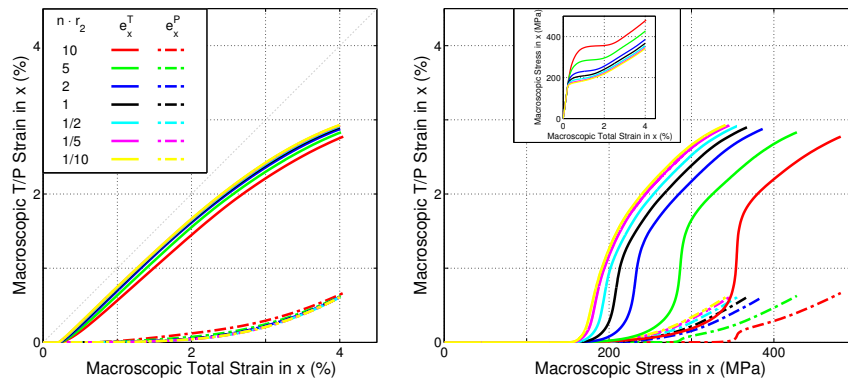 n · r2 e_x^T e_x^P
10
5
2
1
1/2
1/5
1/10
4
2
0
0 2 4
Macroscopic T/P Strain in x (%)
Macroscopic Total Strain in x (%)
400
200
0
0 2 4
Macroscopic Stress in x (MPa)
Macroscopic Total Strain in x (%)
4
2
0
0 200 400
Macroscopic T/P Strain in x (%)
Macroscopic Stress in x (MPa)